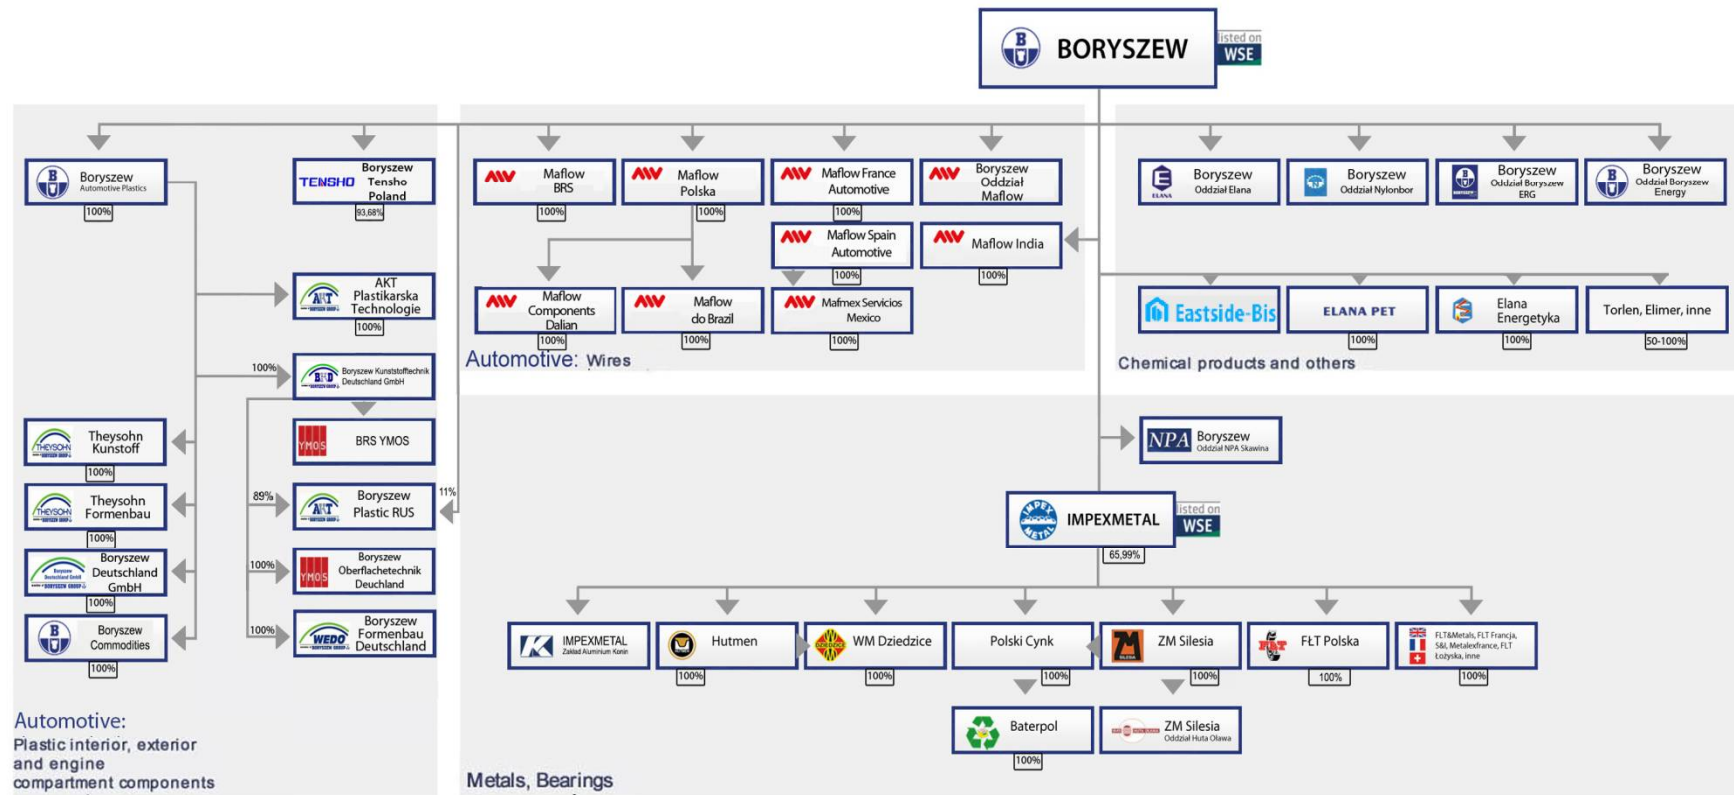 BORYSZEW
listed on
WSE
Boryszew
Automotive Plastics
100%
TENSHO
Boryszew
Tensho
Poland
93,68%
AKT
Plastikarska
Technologie
100%
100%
Boryszew Kunststofftechnik
Deutschland GmbH
Theysohn
Kunstoff
100%
YMOS
BRS YMOS
Theysohn
Formenbau
100%
89%
Boryszew
Plastic RUS
11%
Boryszew
Deutschland
GmbH
100%
100%
YMOS
Boryszew
Oberflachetechnik
Deuchland
Boryszew
Commodities
100%
100%
WEDO
Boryszew
Formenbau
Deutschland
Automotive:
Plastic interior, exterior
and engine
compartment components
Maflow
BRS
100%
Maflow
Polska
100%
Maflow France
Automotive
100%
Boryszew
Oddział
Maflow
Maflow Spain
Automotive
100%
Maflow India
100%
Maflow
Components
Dalian
100%
Maflow
do Brazil
100%
Mafmex Servicios
Mexico
100%
Automotive: Wires
ELANA
Boryszew
Oddział Elana
Boryszew
Oddział Nylonbor
Boryszew
Oddział Boryszew
ERG
Boryszew
Oddział Boryszew
Energy
Eastside-Bis
ELANA PET
100%
Elana
Energetyka
100%
Torlen, Elimer, inne
50-100%
Chemical products and others
NPA
Boryszew
Oddział NPA Skawina
IMPEX
METAL
IMPEXMETAL
65,99%
listed on
WSE
IMPEXMETAL
Zakład Aluminium Konin
Hutmen
100%
DZIEDZICE
WM Dziedzice
100%
Polski Cynk
100%
ZM
SILESIA
ZM Silesia
100%
FLT
FŁT Polska
100%
FLT&Metals, FLT Francja,
S&I, Metalexfrance, FLT
Łożyska, inne
100%
Baterpol
100%
ZM Silesia
Oddział Huta Oława
Metals, Bearings